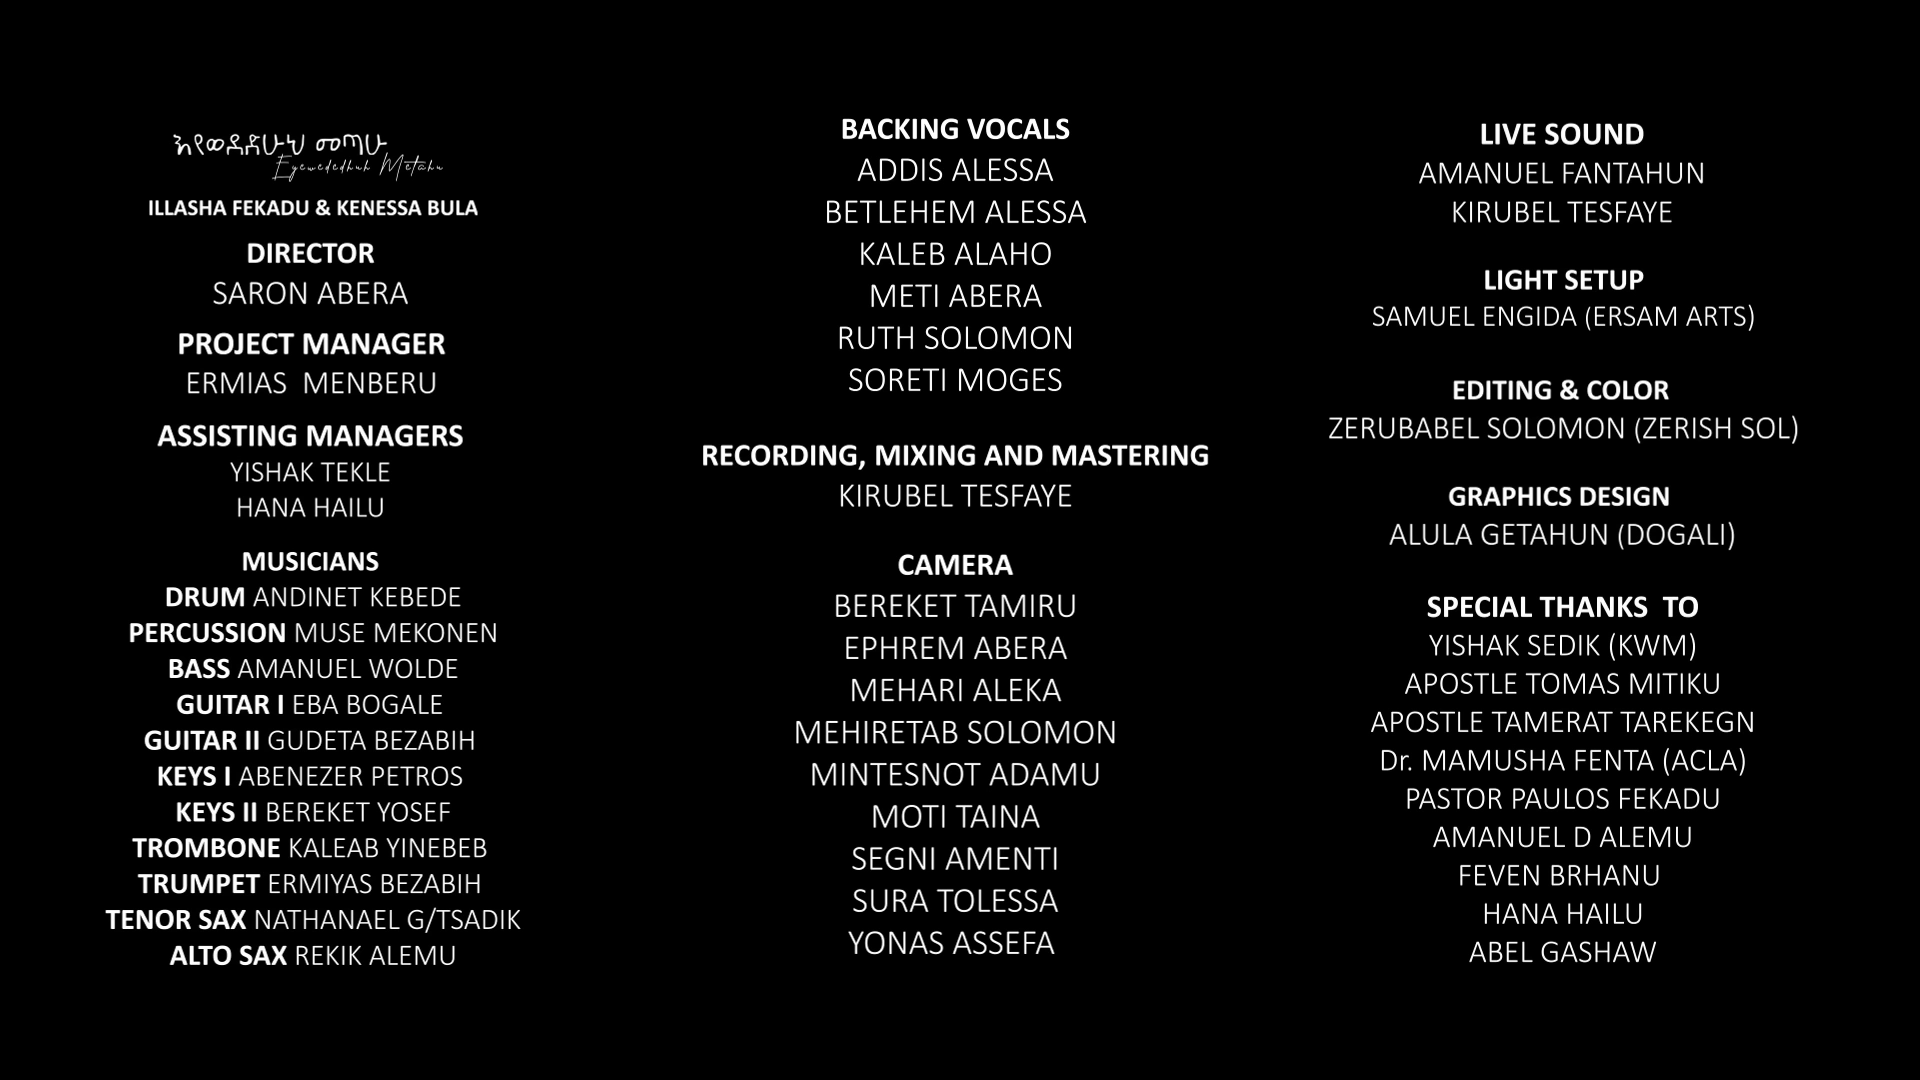 እየወደድሁህ መጣሁ
Eyewededhuh Metahu
ILLASHA FEKADU & KENESSA BULA
DIRECTOR
SARON ABERA
PROJECT MANAGER
ERMIAS MENBERU
ASSISTING MANAGERS
YISHAK TEKLE
HANA HAILU
MUSICIANS
DRUM ANDINET KEBEDE
PERCUSSION MUSE MEKONEN
BASS AMANUEL WOLDE
GUITAR I EBA BOGALE
GUITAR II GUDETA BEZABIH
KEYS I ABENEZER PETROS
KEYS II BEREKET YOSEF
TROMBONE KALEAB YINEBEB
TRUMPET ERMIYAS BEZABIH
TENOR SAX NATHANAEL G/TSADIK
ALTO SAX REKIK ALEMU
BACKING VOCALS
ADDIS ALESSA
BETLEHEM ALESSA
KALEB ALAHO
METI ABERA
RUTH SOLOMON
SORETI MOGES
RECORDING, MIXING AND MASTERING
KIRUBEL TESFAYE
CAMERA
BEREKET TAMIRU
EPHREM ABERA
MEHARI ALEKA
MEHIRETAB SOLOMON
MINTESNOT ADAMU
MOTI TAINA
SEGNI AMENTI
SURA TOLESSA
YONAS ASSEFA
LIVE SOUND
AMANUEL FANTAHUN
KIRUBEL TESFAYE
LIGHT SETUP
SAMUEL ENGIDA (ERSAM ARTS)
EDITING & COLOR
ZERUBABEL SOLOMON (ZERISH SOL)
GRAPHICS DESIGN
ALULA GETAHUN (DOGALI)
SPECIAL THANKS TO
YISHAK SEDIK (KWM)
APOSTLE TOMAS MITIKU
APOSTLE TAMERAT TAREKEGN
Dr. MAMUSHA FENTA (ACLA)
PASTOR PAULOS FEKADU
AMANUEL D ALEMU
FEVEN BRHANU
HANA HAILU
ABEL GASHAW